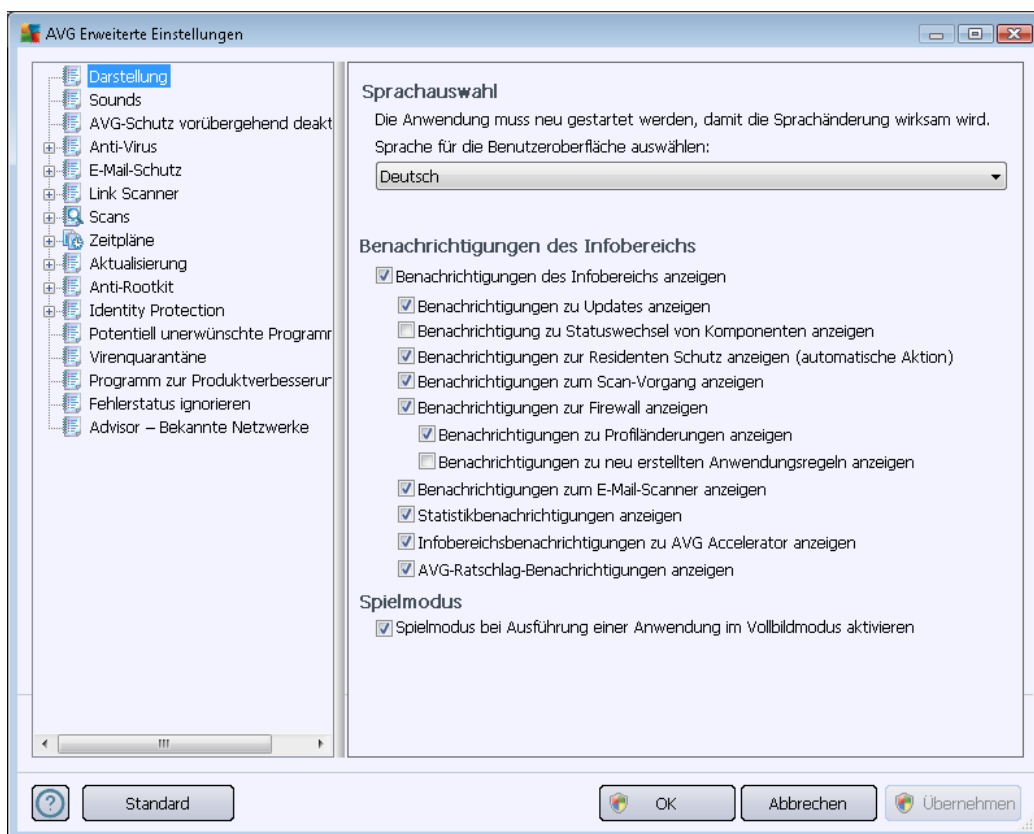 AVG Erweiterte Einstellungen
Darstellung
Sounds
AVG-Schutz vorübergehend deakt
Anti-Virus
E-Mail-Schutz
Link Scanner
Scans
Zeitpläne
Aktualisierung
Anti-Rootkit
Identity Protection
Potentiell unerwünschte Programm
Virenquarantäne
Programm zur Produktverbesserur
Fehlerstatus ignorieren
Advisor – Bekannte Netzwerke
Sprachauswahl
Die Anwendung muss neu gestartet werden, damit die Sprachänderung wirksam wird.
Sprache für die Benutzeroberfläche auswählen:
Deutsch
Benachrichtigungen des Infobereichs
Benachrichtigungen des Infobereichs anzeigen
Benachrichtigungen zu Updates anzeigen
Benachrichtigung zu Statuswechsel von Komponenten anzeigen
Benachrichtigungen zur Residenten Schutz anzeigen (automatische Aktion)
Benachrichtigungen zum Scan-Vorgang anzeigen
Benachrichtigungen zur Firewall anzeigen
Benachrichtigungen zu Profiländerungen anzeigen
Benachrichtigungen zu neu erstellten Anwendungsregeln anzeigen
Benachrichtigungen zum E-Mail-Scanner anzeigen
Statistikbenachrichtigungen anzeigen
Infobereichsbenachrichtigungen zu AVG Accelerator anzeigen
AVG-Ratschlag-Benachrichtigungen anzeigen
Spielmodus
Spielmodus bei Ausführung einer Anwendung im Vollbildmodus aktivieren
Standard
OK
Abbrechen
Übernehmen